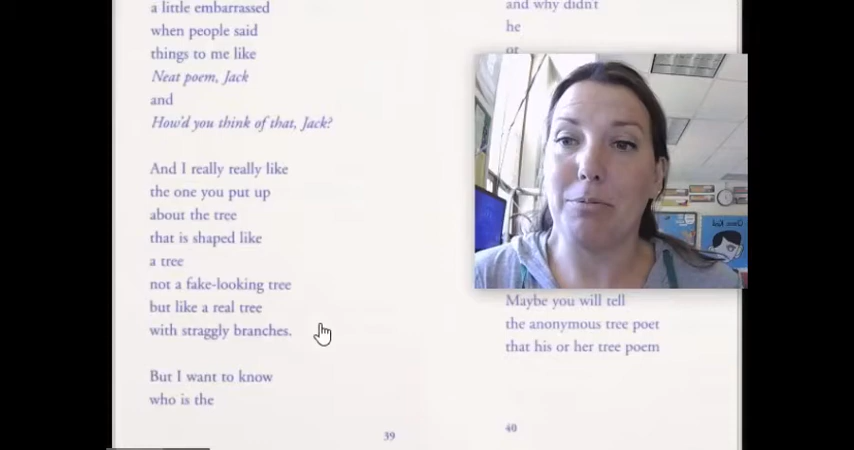 a little embarrassed
when people said
things to me like
Neat poem, Jack
and
How'd you think of that, Jack?
And I really really like
the one you put up
about the tree
that is shaped like
a tree
not a fake-looking tree
but like a real tree
with straggly branches.
But I want to know
who is the
39
and why didn't
he
or
Maybe you will tell
the anonymous tree poet
that his or her tree poem
40